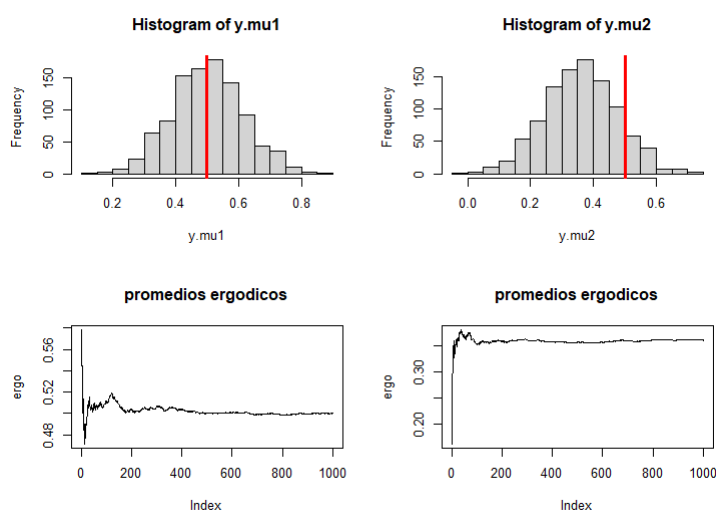 Histogram of y.mu1
Frequency
0 50 150
0.2 0.4 0.6 0.8
y.mu1
Histogram of y.mu2
Frequency
0 50 100 150
0.0 0.2 0.4 0.6
y.mu2
promedios ergodicos
ergo
0.48 0.52 0.56
0 200 400 600 800 1000
Index
promedios ergodicos
ergo
0.20 0.30
0 200 400 600 800 1000
Index